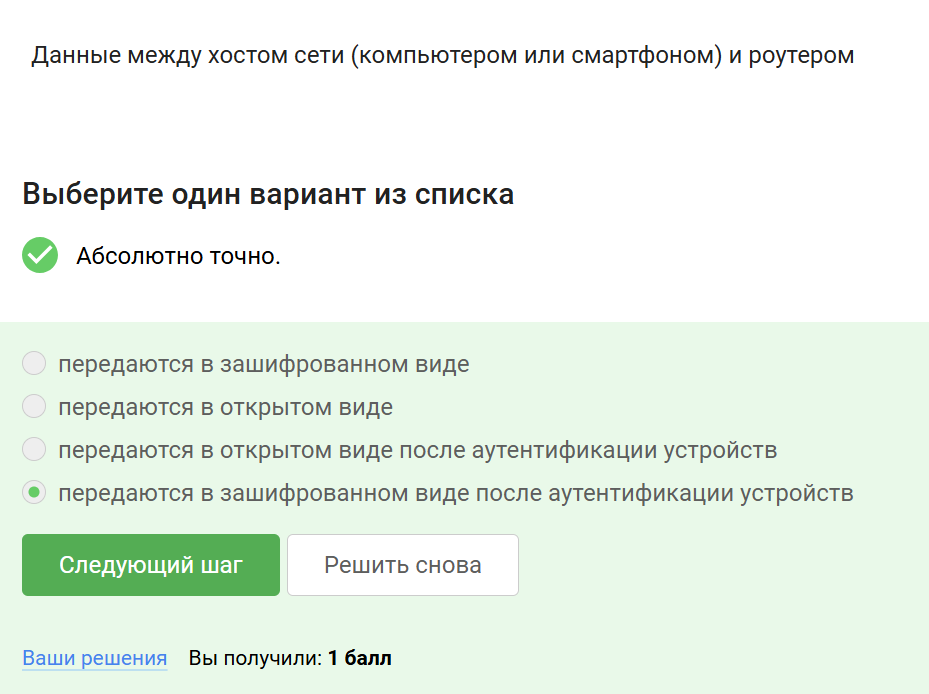 Данные между хостом сети (компьютером или смартфоном) и роутером
Выберите один вариант из списка
Абсолютно точно.
передаются в зашифрованном виде
передаются в открытом виде
передаются в открытом виде после аутентификации устройств
передаются в зашифрованном виде после аутентификации устройств
Следующий шаг
Решить снова
Ваши решения Вы получили: 1 балл